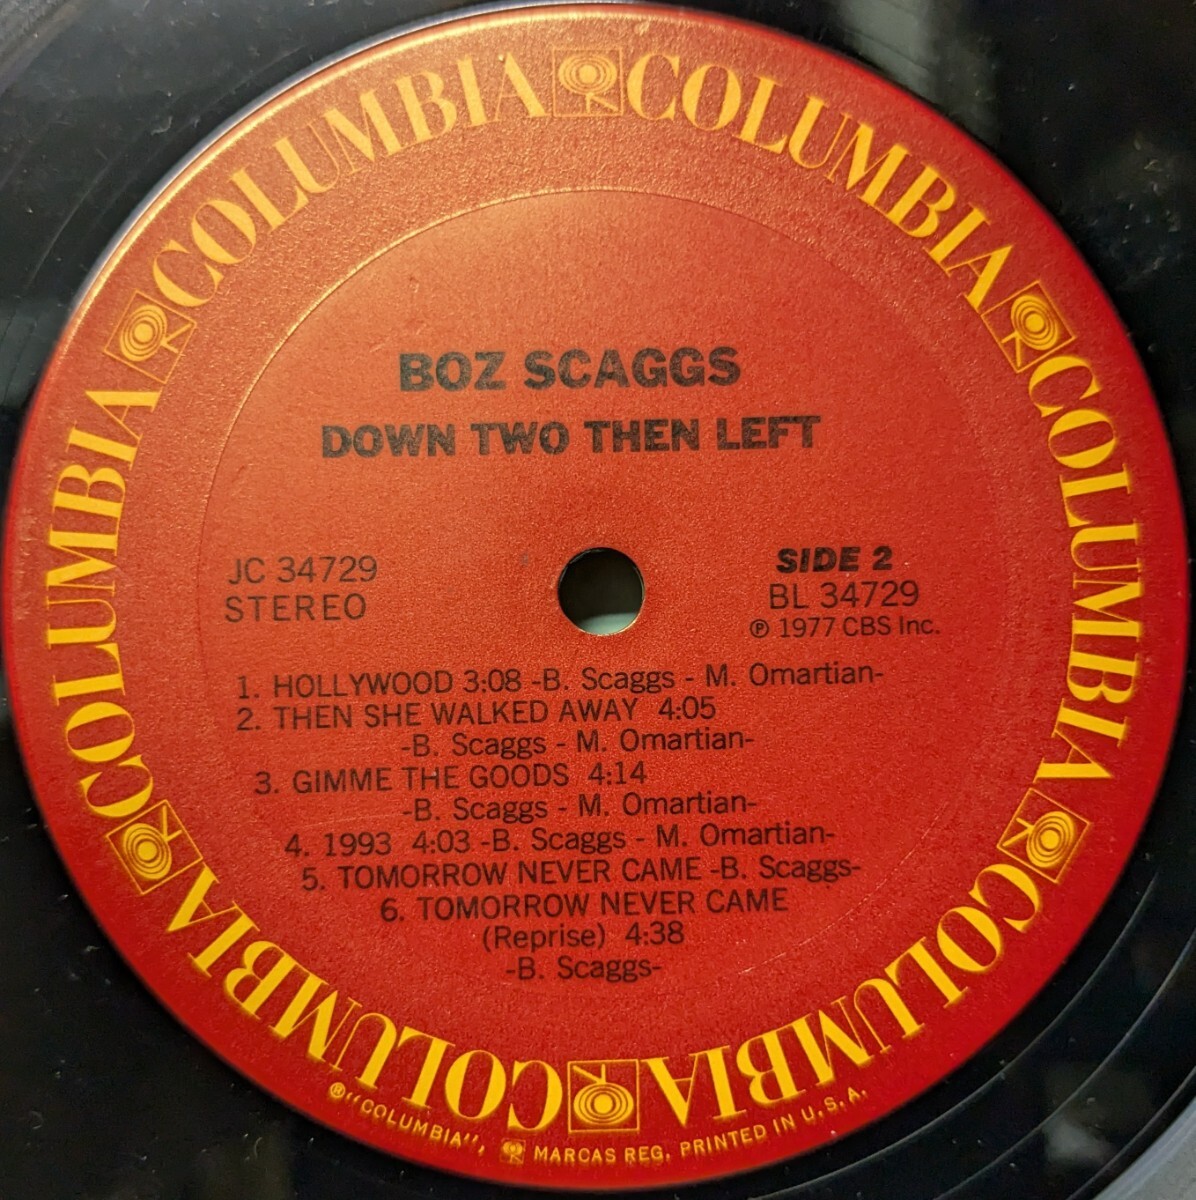 COLUMBIA COLUMBIA COLUMBIA COLUMBIA COLUMBIA COLUMBIA
BOZ SCAGGS
DOWN TWO THEN LEFT
JC 34729
STEREO
SIDE 2
BL 34729
℗ 1977 CBS Inc.
1. HOLLYWOOD 3:08 -B. Scaggs - M. Omartian-
2. THEN SHE WALKED AWAY 4:05
-B. Scaggs - M. Omartian-
3. GIMME THE GOODS 4:14
-B. Scaggs - M. Omartian-
4. 1993 4:03 -B. Scaggs - M. Omartian-
5. TOMORROW NEVER CAME -B. Scaggs-
6. TOMORROW NEVER CAME
(Reprise) 4:38
-B. Scaggs-
®"COLUMBIA", MARCAS REG. PRINTED IN U.S.A.